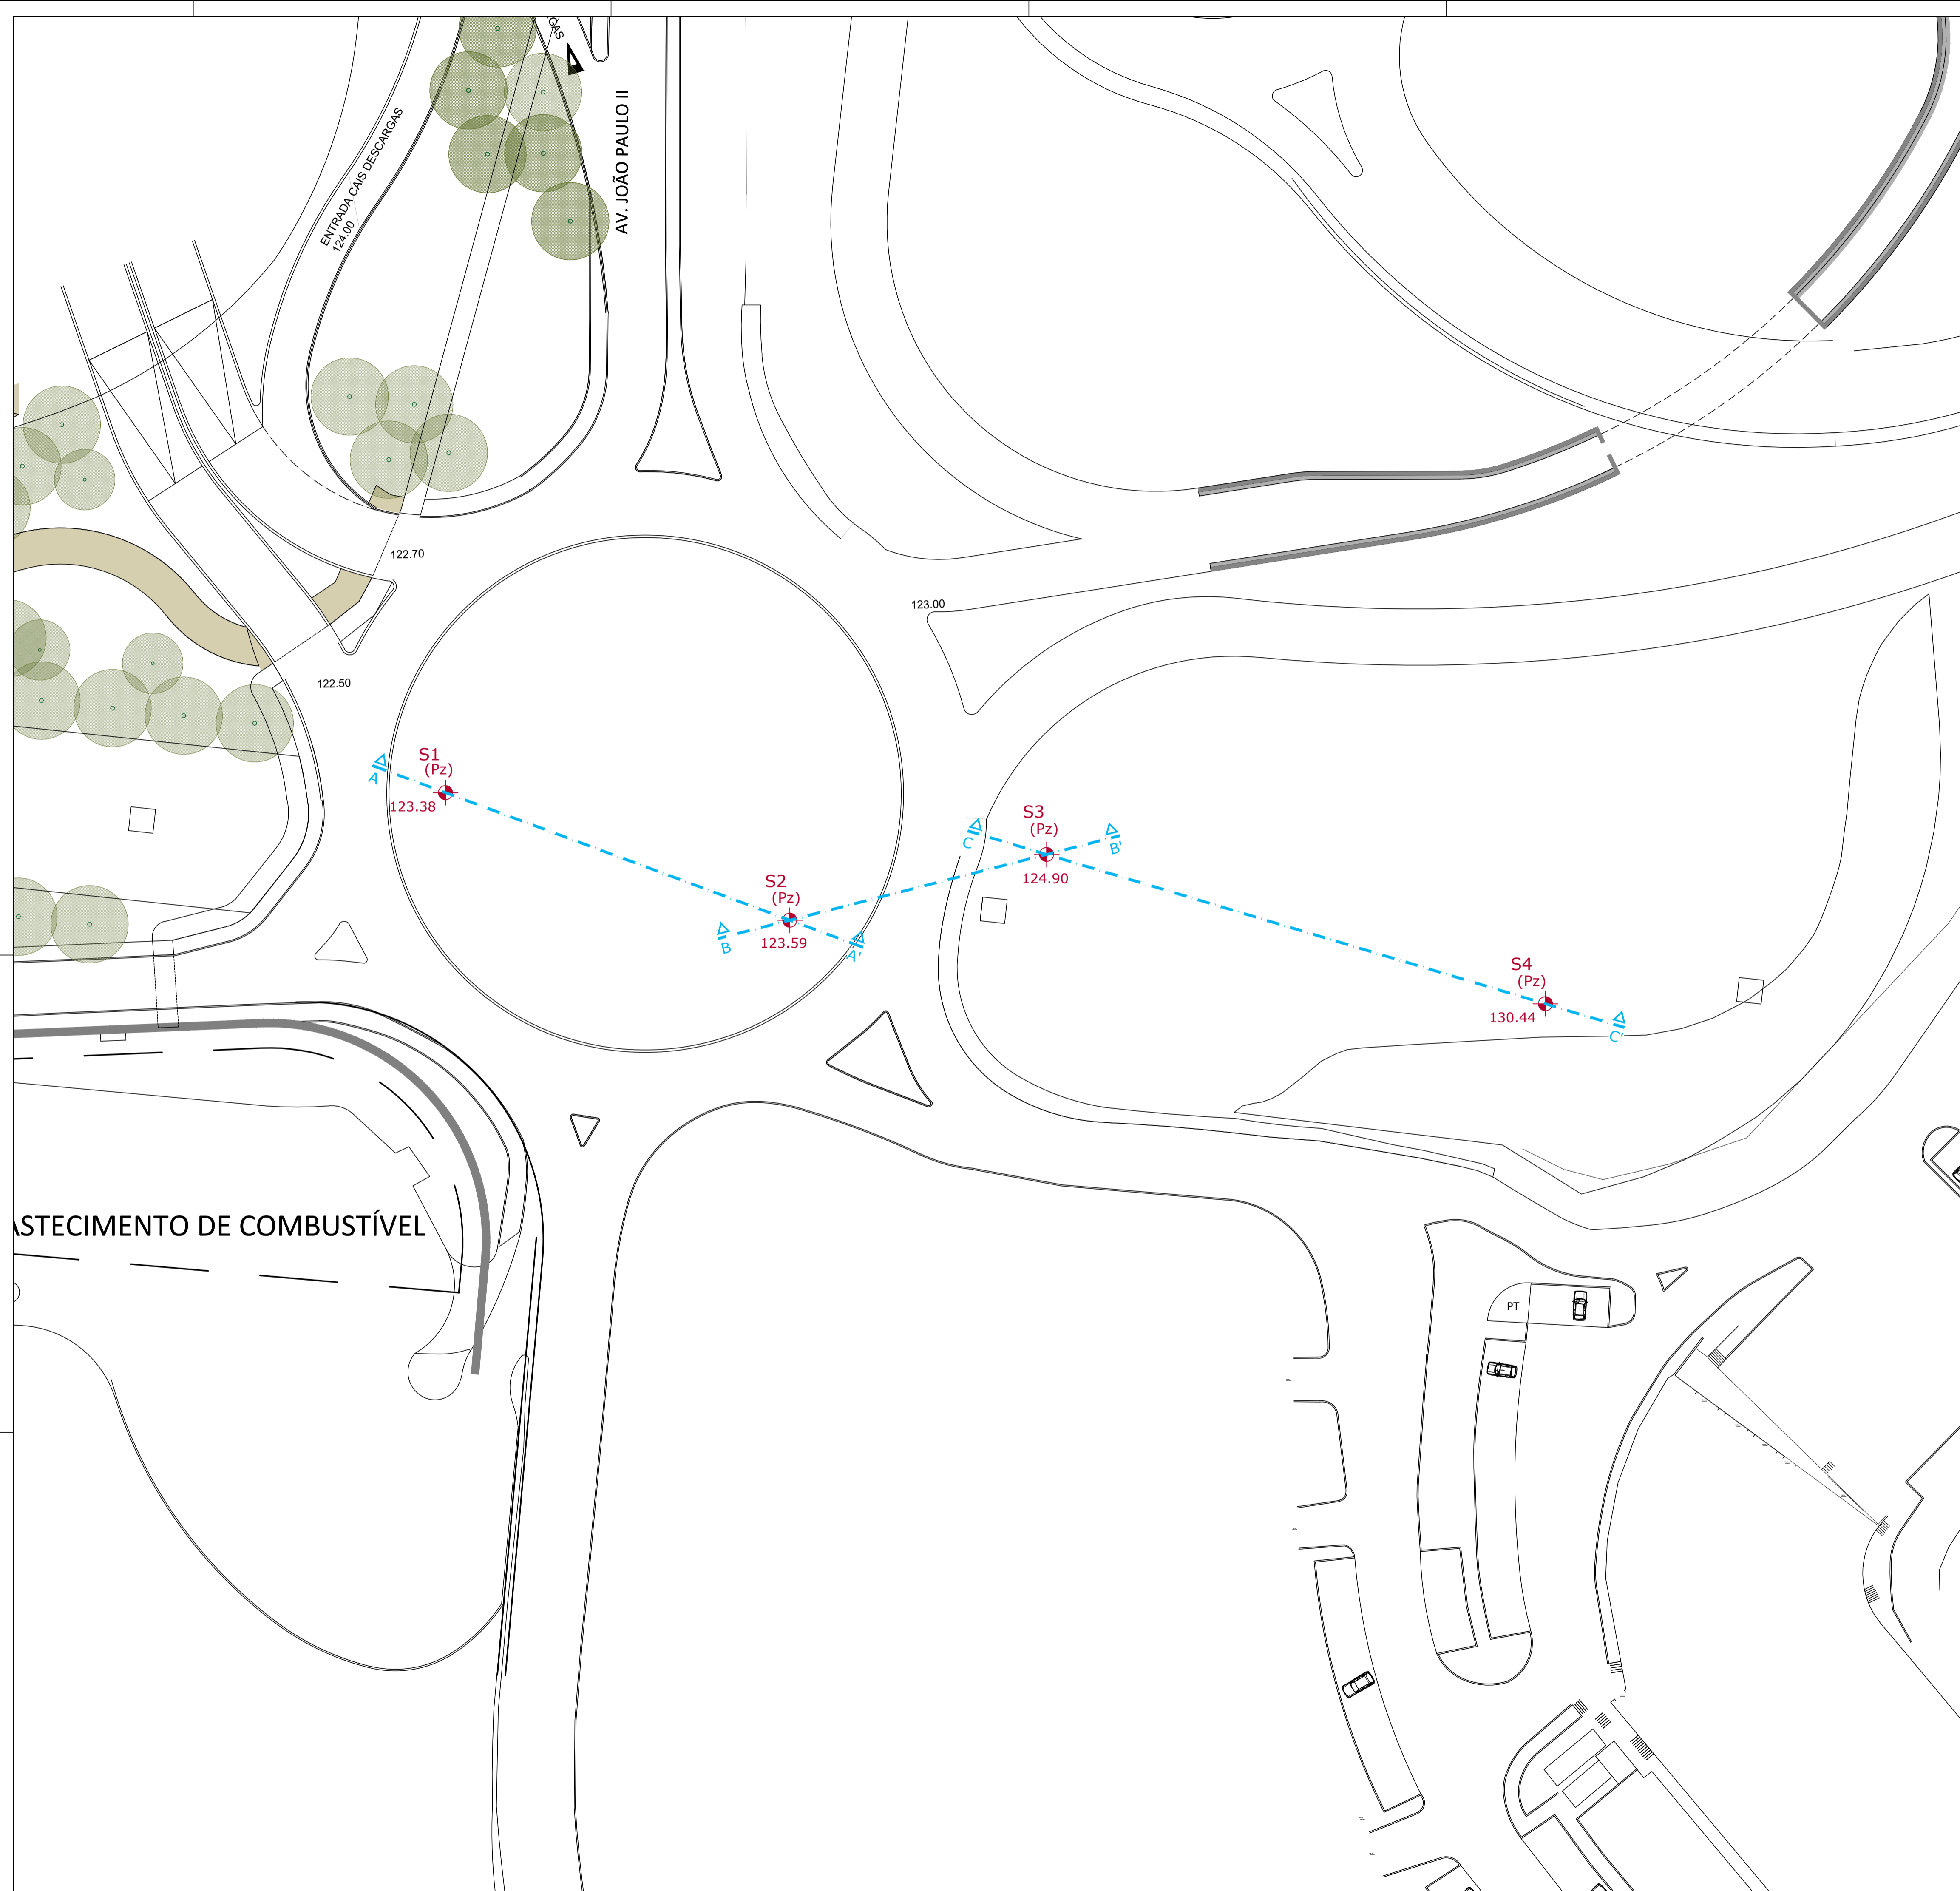 GAS
AV. JOÃO PAULO II
ENTRADA CAIS DESCARGAS
124.00
122.70
123.00
122.50
S1
(Pz)
A
123.38
S3
(Pz)
C
B'
124.90
S2
(Pz)
B
123.59
A'
S4
(Pz)
130.44
C'
ASTECIMENTO DE COMBUSTÍVEL
PT